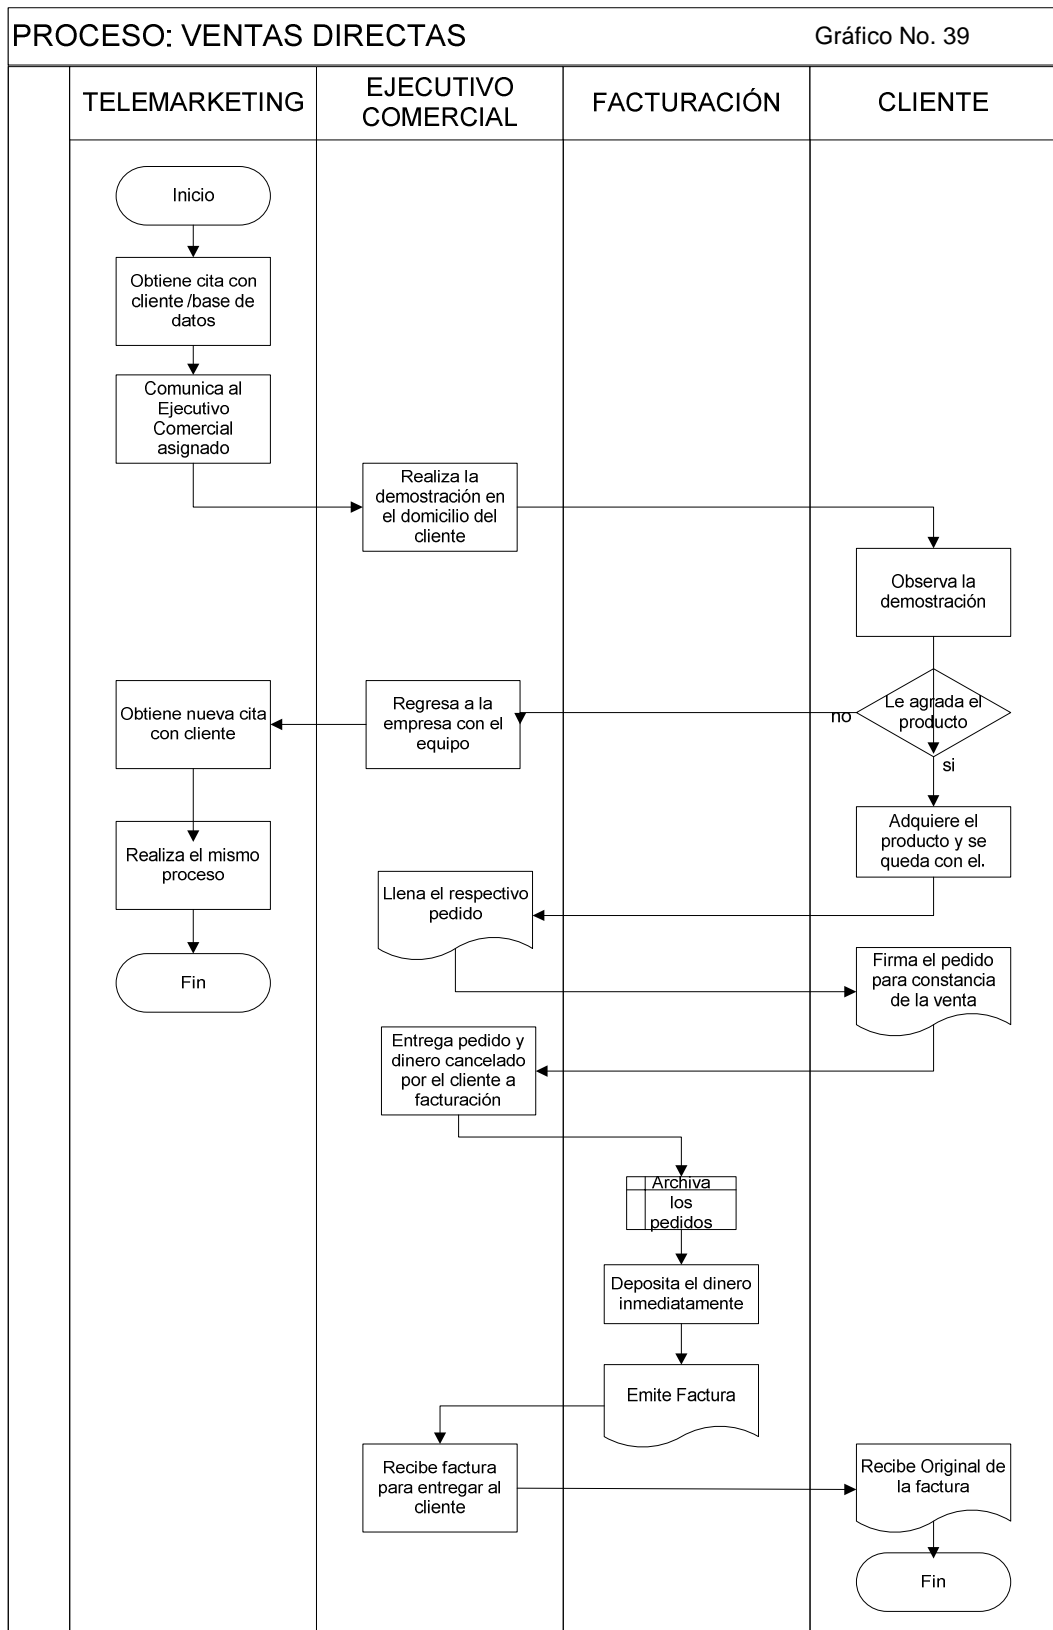 PROCESO: VENTAS DIRECTAS
Gráfico No. 39
TELEMARKETING
EJECUTIVO
COMERCIAL
FACTURACIÓN
CLIENTE
Inicio
Obtiene cita con
cliente /base de
datos
Comunica al
Ejecutivo
Comercial
asignado
Realiza la
demostración en
el domicilio del
cliente
Observa la
demostración
Le agrada el
producto
no
si
Regresa a la
empresa con el
equipo
Obtiene nueva cita
con cliente
Realiza el mismo
proceso
Fin
Adquiere el
producto y se
queda con el.
Llena el respectivo
pedido
Firma el pedido
para constancia
de la venta
Entrega pedido y
dinero cancelado
por el cliente a
facturación
Archiva
los
pedidos
Deposita el dinero
inmediatamente
Emite Factura
Recibe factura
para entregar al
cliente
Recibe Original de
la factura
Fin